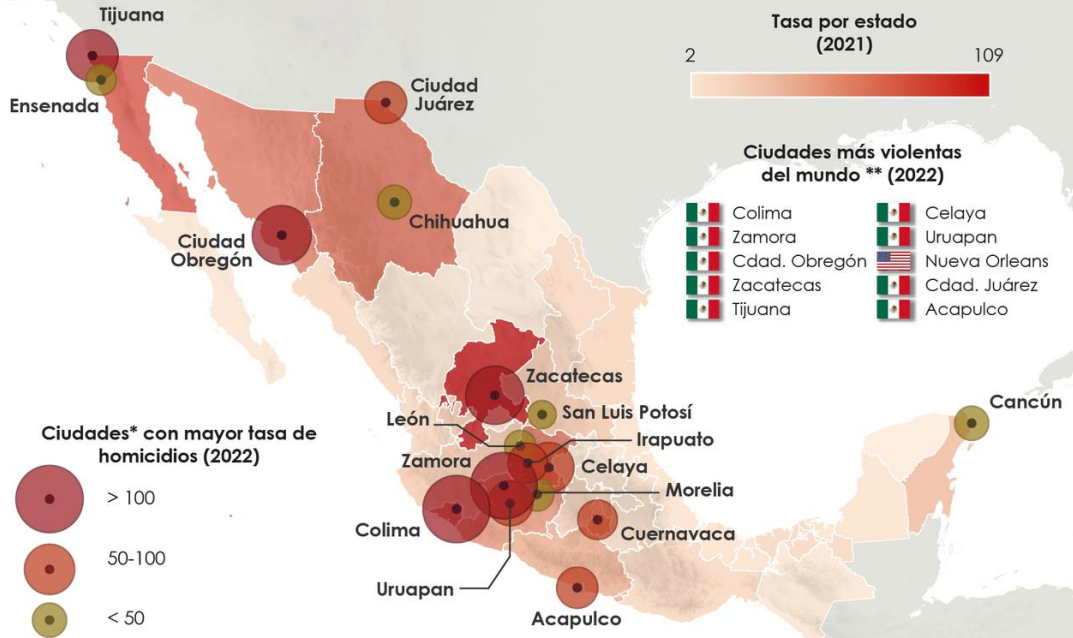 Tijuana
Ensenada
Ciudad
Juárez
Chihuahua
Ciudad
Obregón
Tasa por estado
(2021)
2
109
Ciudades más violentas
del mundo ** (2022)
Colima
Zamora
Cdad. Obregón
Zacatecas
Tijuana
Celaya
Uruapan
Nueva Orleans
Cdad. Juárez
Acapulco
Zacatecas
León
San Luis Potosí
Irapuato
Zamora
Celaya
Morelia
Colima
Cuernavaca
Uruapan
Acapulco
Cancún
Ciudades* con mayor tasa de
homicidios (2022)
> 100
50-100
< 50